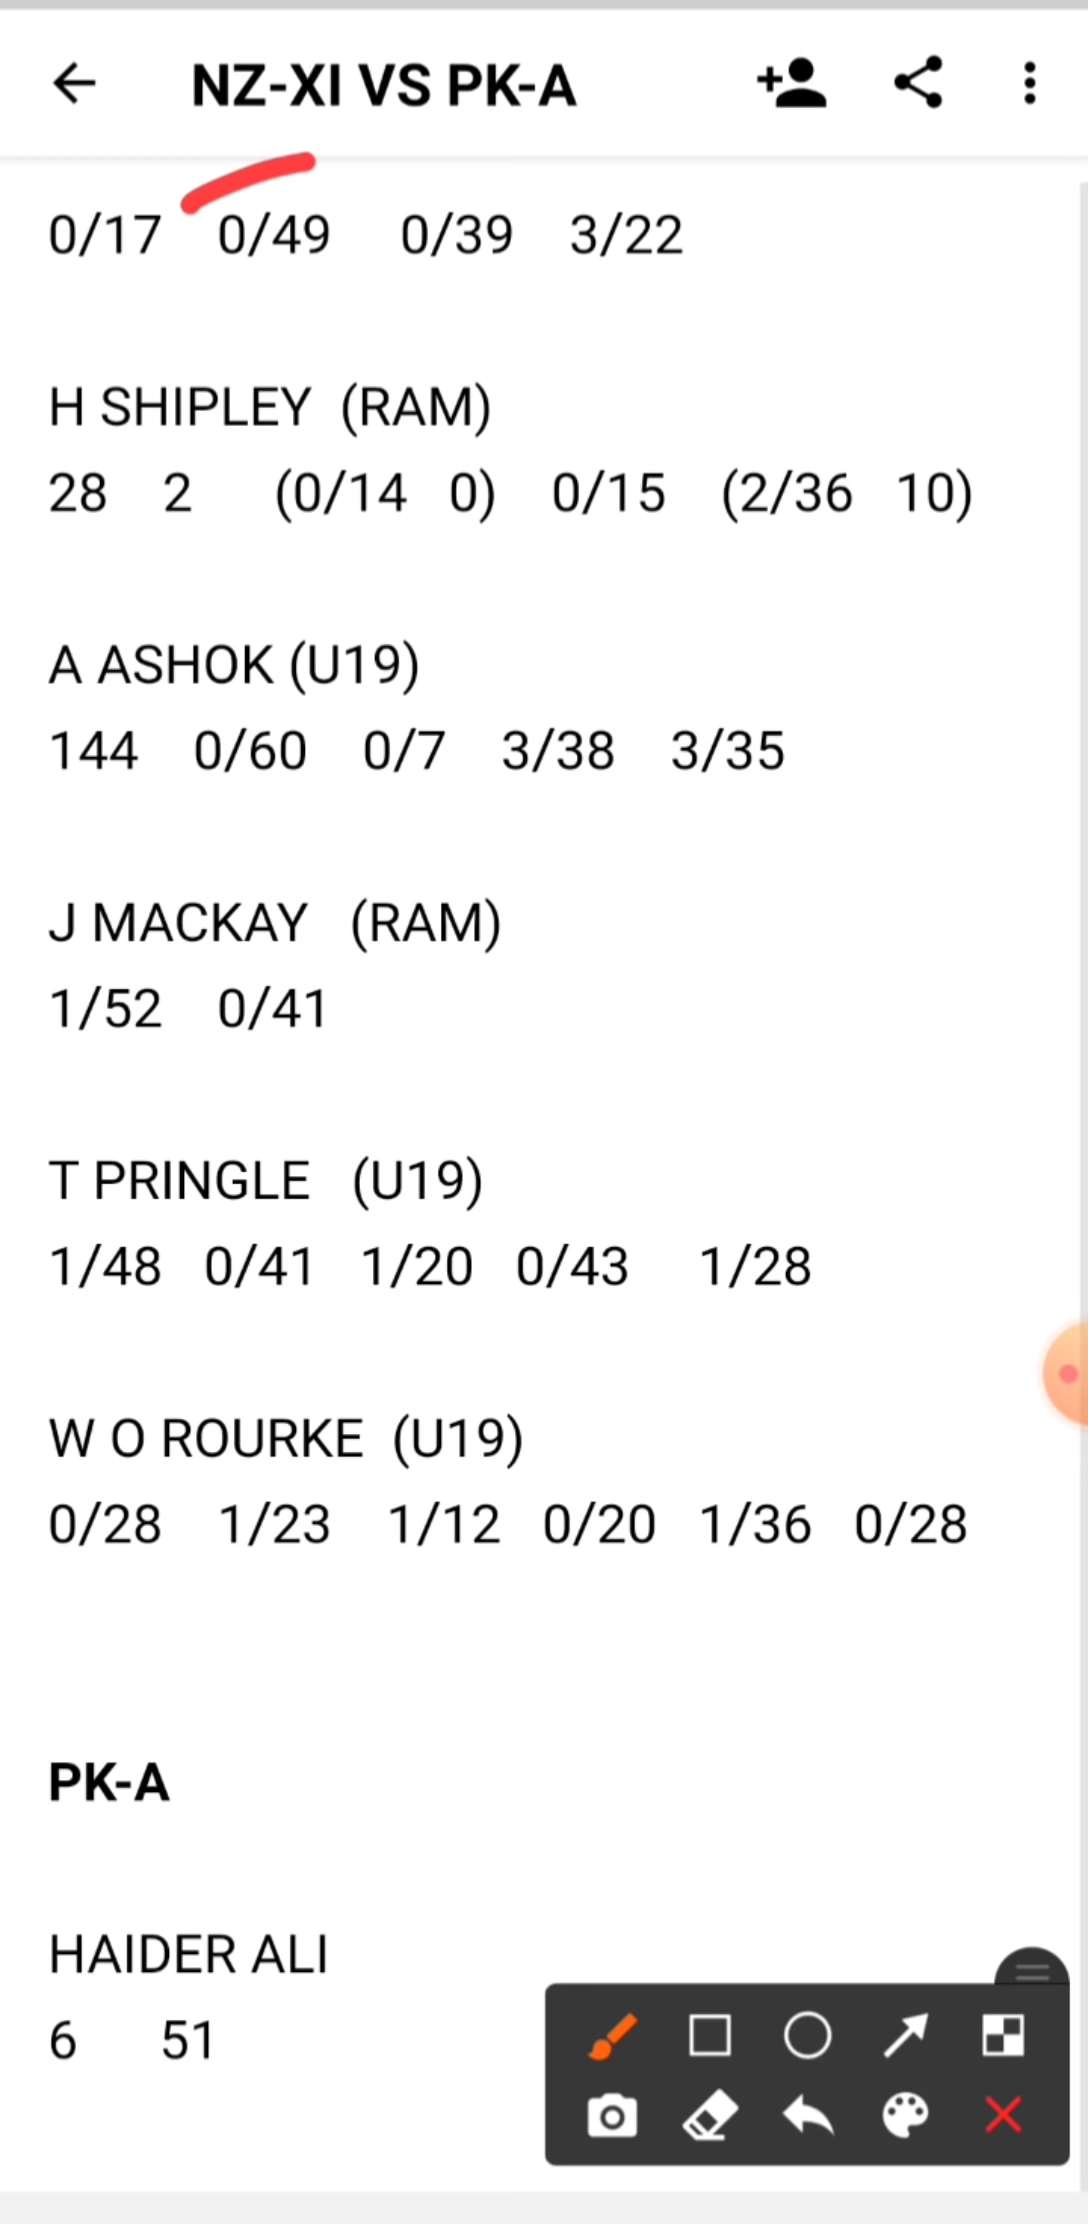 NZ-XI VS PK-A
0/17 0/49 0/39 3/22
H SHIPLEY (RAM)
28 2 (0/14 0) 0/15 (2/36 10)
A ASHOK (U19)
144 0/60 0/7 3/38 3/35
J MACKAY (RAM)
1/52 0/41
T PRINGLE (U19)
1/48 0/41 1/20 0/43 1/28
W O ROURKE (U19)
0/28 1/23 1/12 0/20 1/36 0/28
PK-A
HAIDER ALI
6 51